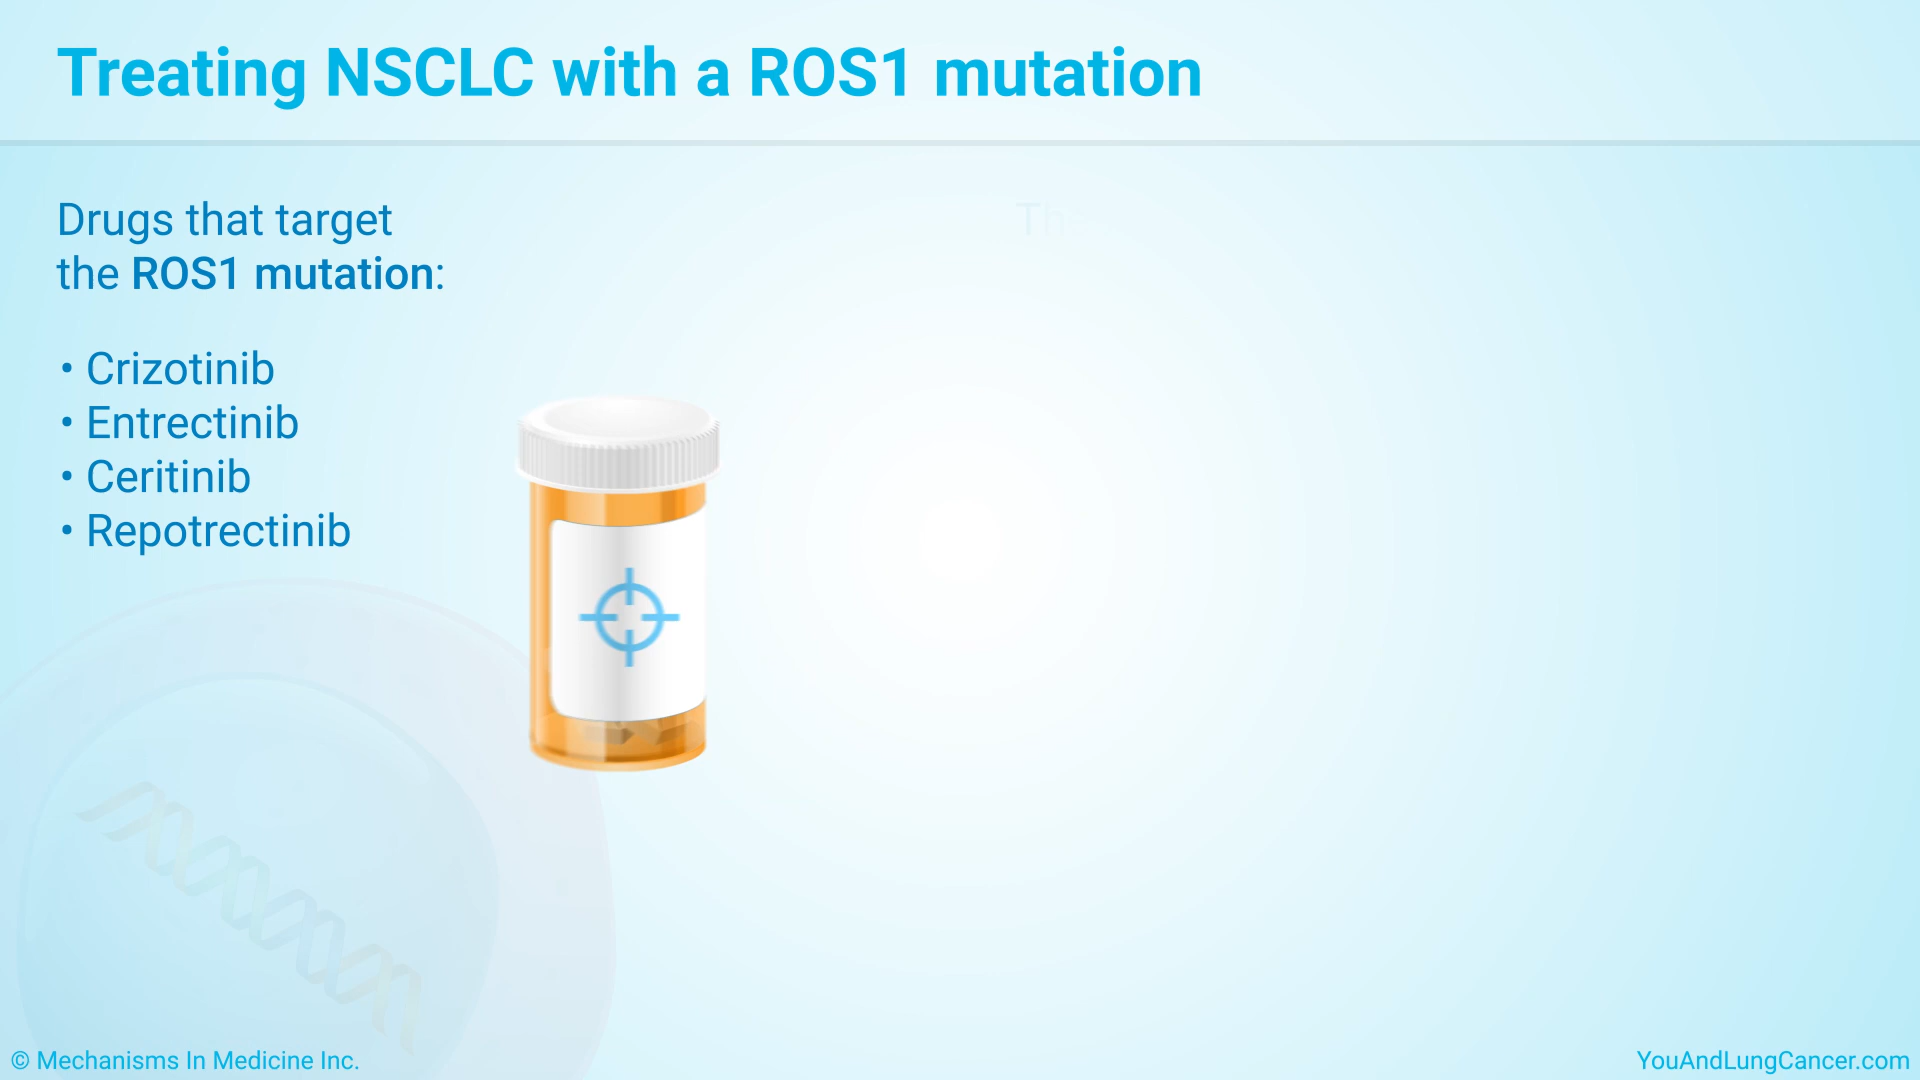 Treating NSCLC with a ROS1 mutation
Drugs that target
the ROS1 mutation:
• Crizotinib
• Entrectinib
• Ceritinib
• Repotrectinib
© Mechanisms In Medicine Inc.
YouAndLungCancer.com